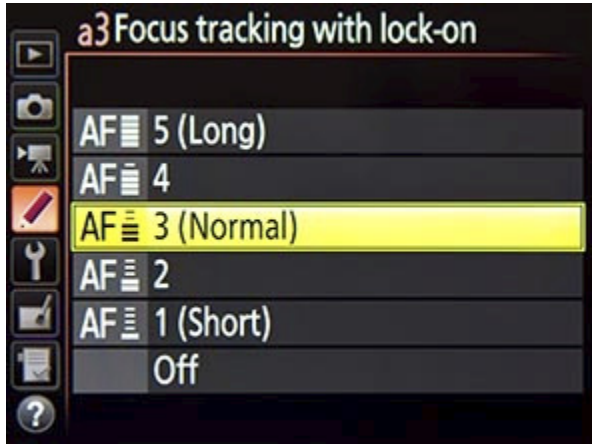 a3 Focus tracking with lock-on
AF 5 (Long)
AF 4
AF 3 (Normal)
AF 2
AF 1 (Short)
Off
?